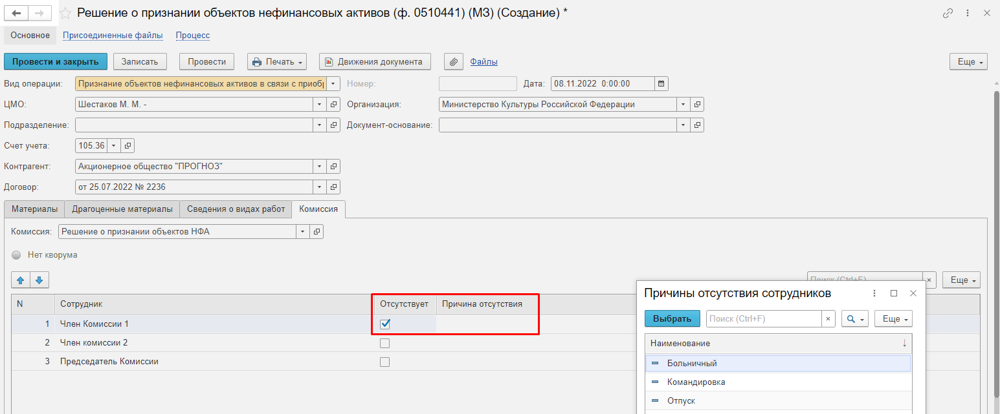 Решение о признании объектов нефинансовых активов (ф. 0510441) (МЗ) (Создание) *
Основное Присоединенные файлы Процесс
Провести и закрыть Записать Провести Печать Движения документа Файлы Еще
Вид операции: Признание объектов нефинансовых активов в связи с приоб Номер: Дата: 08.11.2022 0:00:00
ЦМО: Шестаков М. М. - Организация: Министерство Культуры Российской Федерации
Подразделение: Документ-основание:
Счет учета: 105.36
Контрагент: Акционерное общество "ПРОГНОЗ"
Договор: от 25.07.2022 № 2236
Материалы Драгоценные материалы Сведения о видах работ Комиссия
Комиссия: Решение о признании объектов НФА
Нет кворума
Поиск (Ctrl+F) × Еще
N Сотрудник Отсутствует Причина отсутствия
1 Член Комиссии 1
2 Член комиссии 2
3 Председатель Комиссии
Причины отсутствия сотрудников
Выбрать Поиск (Ctrl+F) × Еще
Наименование ↓
Больничный
Командировка
Отпуск